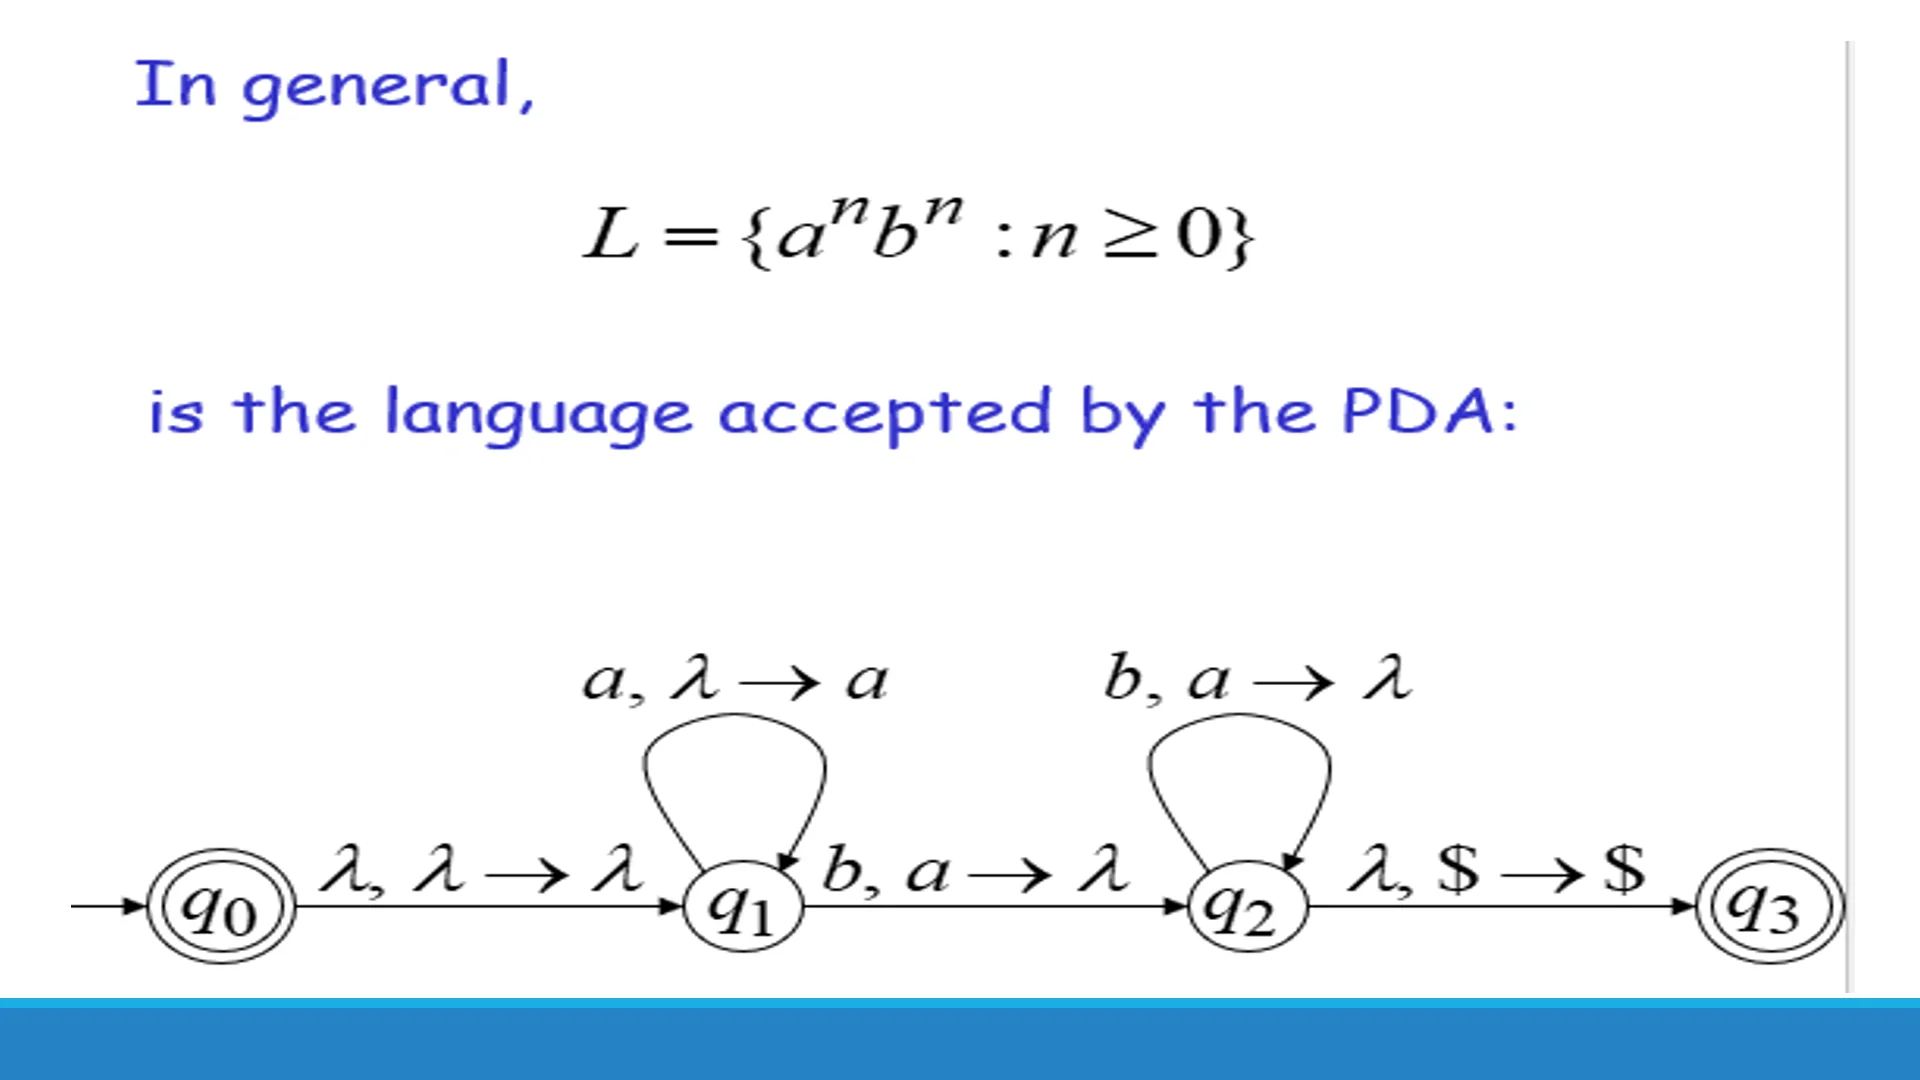 In general,
L = {aⁿbⁿ : n ≥ 0}
is the language accepted by the PDA:
a, λ → a
b, a → λ
q₀
λ, λ → λ
q₁
b, a → λ
q₂
λ, $ → $
q₃